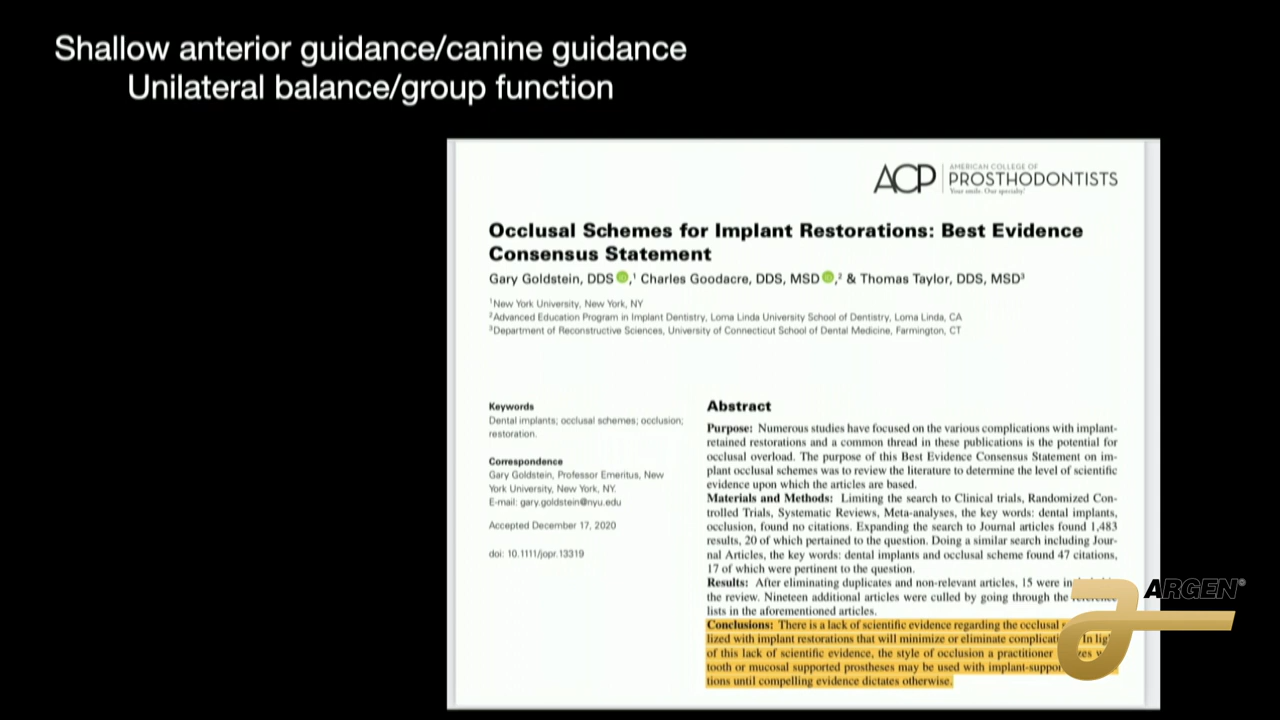 Shallow anterior guidance/canine guidance
Unilateral balance/group function
ACP AMERICAN COLLEGE OF
PROSTHODONTISTS
Your smile. Our specialty.
Occlusal Schemes for Implant Restorations: Best Evidence
Consensus Statement
Gary Goldstein, DDS iD,1 Charles Goodacre, DDS, MSD iD,2 & Thomas Taylor, DDS, MSD3
1New York University, New York, NY
2Advanced Education Program in Implant Dentistry, Loma Linda University School of Dentistry, Loma Linda, CA
3Department of Reconstructive Sciences, University of Connecticut School of Dental Medicine, Farmington, CT
Keywords
Dental implants; occlusal schemes; occlusion;
restoration.
Correspondence
Gary Goldstein, Professor Emeritus, New
York University, New York, NY.
E-mail: gary.goldstein@nyu.edu
Accepted December 17, 2020
doi: 10.1111/jopr.13319
Abstract
Purpose: Numerous studies have focused on the various complications with implant-
retained restorations and a common thread in these publications is the potential for
occlusal overload. The purpose of this Best Evidence Consensus Statement on im-
plant occlusal schemes was to review the literature to determine the level of scientific
evidence upon which the articles are based.
Materials and Methods: Limiting the search to Clinical trials, Randomized Con-
trolled Trials, Systematic Reviews, Meta-analyses, the key words: dental implants,
occlusion, found no citations. Expanding the search to Journal articles found 1,483
results, 20 of which pertained to the question. Doing a similar search including Jour-
nal Articles, the key words: dental implants and occlusal scheme found 47 citations,
17 of which were pertinent to the question.
Results: After eliminating duplicates and non-relevant articles, 15 were
the review. Nineteen additional articles were culled by going through the reference
lists in the aforementioned articles.
Conclusions: There is a lack of scientific evidence regarding the occlusal
lized with implant restorations that will minimize or eliminate In
of this lack of scientific evidence, the style of occlusion a practitioner
tooth or mucosal supported prostheses may be used with
tions until compelling evidence dictates otherwise.
ARGEN®